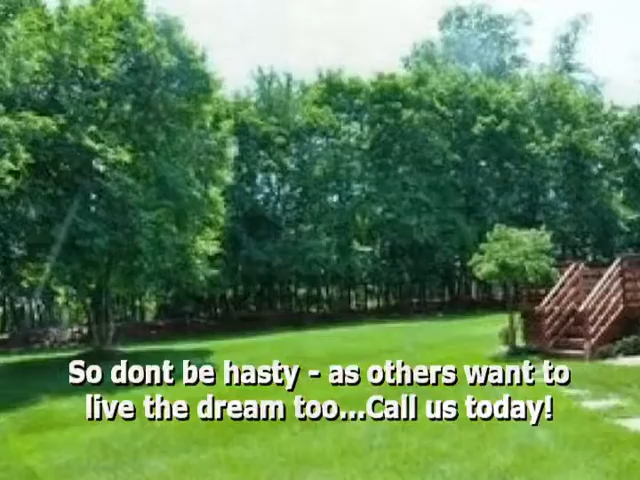 So dont be hasty - as others want to
live the dream too...Call us today!